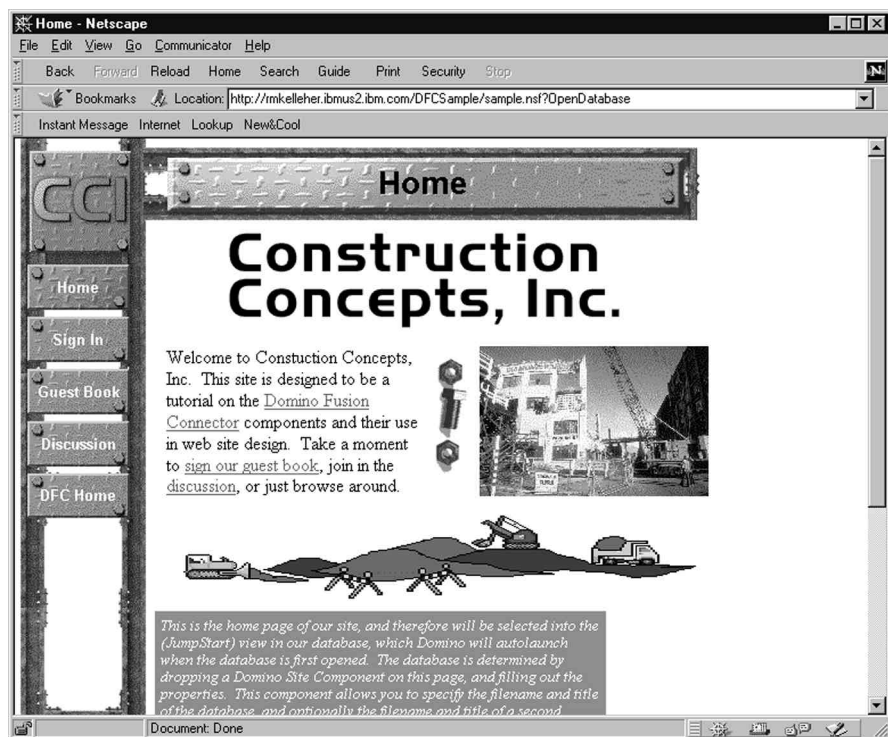 Home - Netscape
File Edit View Go Communicator Help
Back Forward Reload Home Search Guide Print Security Stop
N
Bookmarks Location: http://rmkelleher.ibmus2.ibm.com/DFCSample/sample.nsf?OpenDatabase
Instant Message Internet Lookup New&Cool
CCI
Home
Home
Sign In
Guest Book
Discussion
DFC Home
Construction
Concepts, Inc.
Welcome to Constuction Concepts,
Inc. This site is designed to be a
tutorial on the Domino Fusion
Connector components and their use
in web site design. Take a moment
to sign our guest book, join in the
discussion, or just browse around.
This is the home page of our site, and therefore will be selected into the
(JumpStart) view in our database, which Domino will autolaunch
when the database is first opened. The database is determined by
dropping a Domino Site Component on this page, and filling out the
properties. This component allows you to specify the filename and title
of the database, and optionally the filename and title of a second
Document: Done